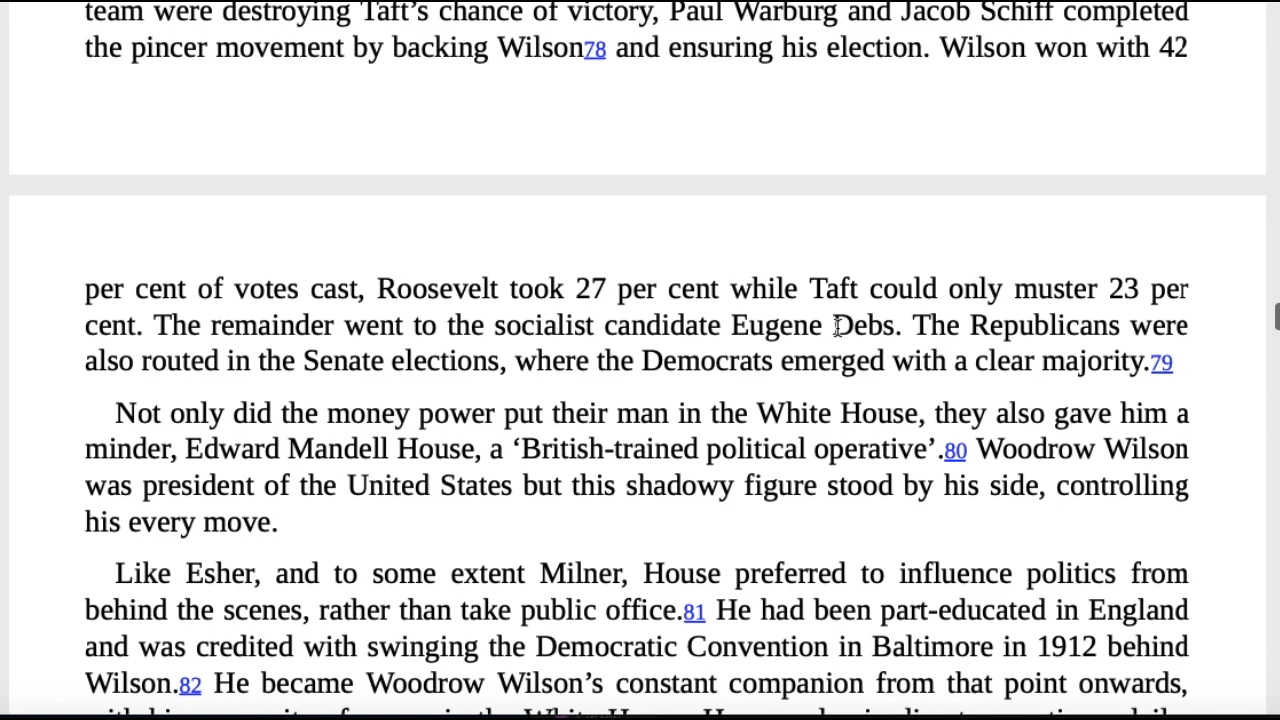 team were destroying Taft’s chance of victory, Paul Warburg and Jacob Schiff completed
the pincer movement by backing Wilson78 and ensuring his election. Wilson won with 42
per cent of votes cast, Roosevelt took 27 per cent while Taft could only muster 23 per
cent. The remainder went to the socialist candidate Eugene Debs. The Republicans were
also routed in the Senate elections, where the Democrats emerged with a clear majority.79
Not only did the money power put their man in the White House, they also gave him a
minder, Edward Mandell House, a ‘British-trained political operative’.80 Woodrow Wilson
was president of the United States but this shadowy figure stood by his side, controlling
his every move.
Like Esher, and to some extent Milner, House preferred to influence politics from
behind the scenes, rather than take public office.81 He had been part-educated in England
and was credited with swinging the Democratic Convention in Baltimore in 1912 behind
Wilson.82 He became Woodrow Wilson’s constant companion from that point onwards,